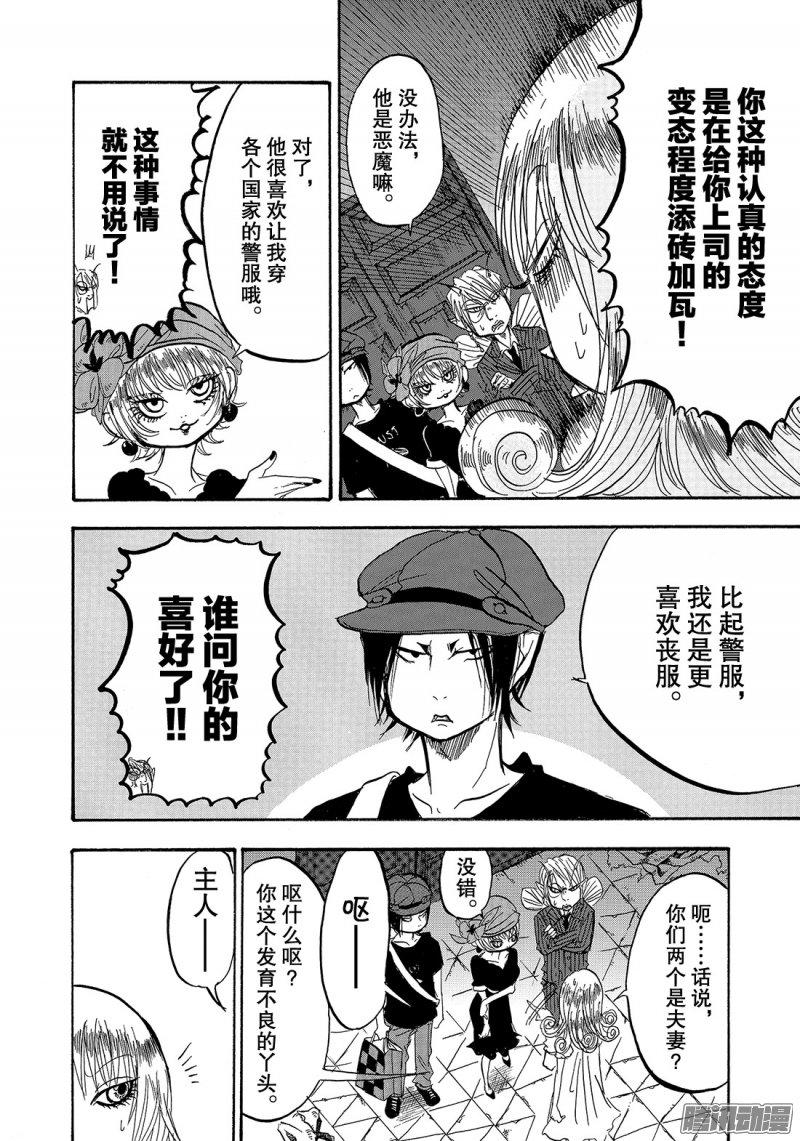 你这种认真的态度
是在给你上司的
变态程度添砖加瓦！
没办法，
他是恶魔嘛。
UST
对了，
他很喜欢让我穿
各个国家的警服哦。
这种事情
就不用说了！
比起警服，
我还是更
喜欢丧服。
谁问你的
喜好了!!
呃……话说，
你们两个是夫妻？
没错。
呕——
呕什么呕？
你这个发育不良的丫头。
主人——
腾讯动漫